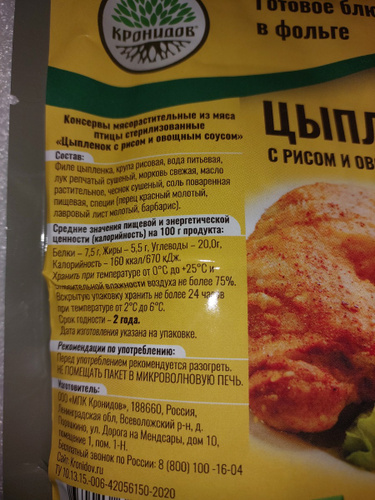 КРОНИДОВ®
Готовое
в фольге
Консервы мясорастительные из мяса
птицы стерилизованные
«Цыпленок с рисом и овощным соусом»
ЦЫПЛ
С РИСОМ И ОВ
Состав:
Филе цыпленка, крупа рисовая, вода питьевая,
лук репчатый сушеный, морковь свежая, масло
растительное, чеснок сушеный, соль поваренная
пищевая, специи (перец красный молотый,
лавровый лист молотый, барбарис).
Средние значения пищевой и энергетической
ценности (калорийность) на 100 г продукта:
Белки – 7,5 г, Жиры – 5,5 г, Углеводы – 20,0г.
Калорийность – 160 ккал/670 кДж.
Хранить при температуре от 0°С до +25°С и
относительной влажности воздуха не более 75%.
Вскрытую упаковку хранить не более 24 часов
при температуре от 2°С до 6°С.
Срок годности – 2 года.
Дата изготовления указана на упаковке.
Рекомендации по употреблению:
Перед употреблением рекомендуется разогреть.
НЕ ПОМЕЩАТЬ ПАКЕТ В МИКРОВОЛНОВУЮ ПЕЧЬ.
Изготовитель:
ООО «МПК Кронидов», 188660, Россия,
Ленинградская обл, Всеволожский р-н, д.
ул. Дорога на Мендсары, дом 10,
помещение 1, пом. 1-Н.
Бесплатный звонок по России: 8 (800) 100 -16-04
Сайт Kronidov.ru
ТУ 10.13.15-006-42056150-2020